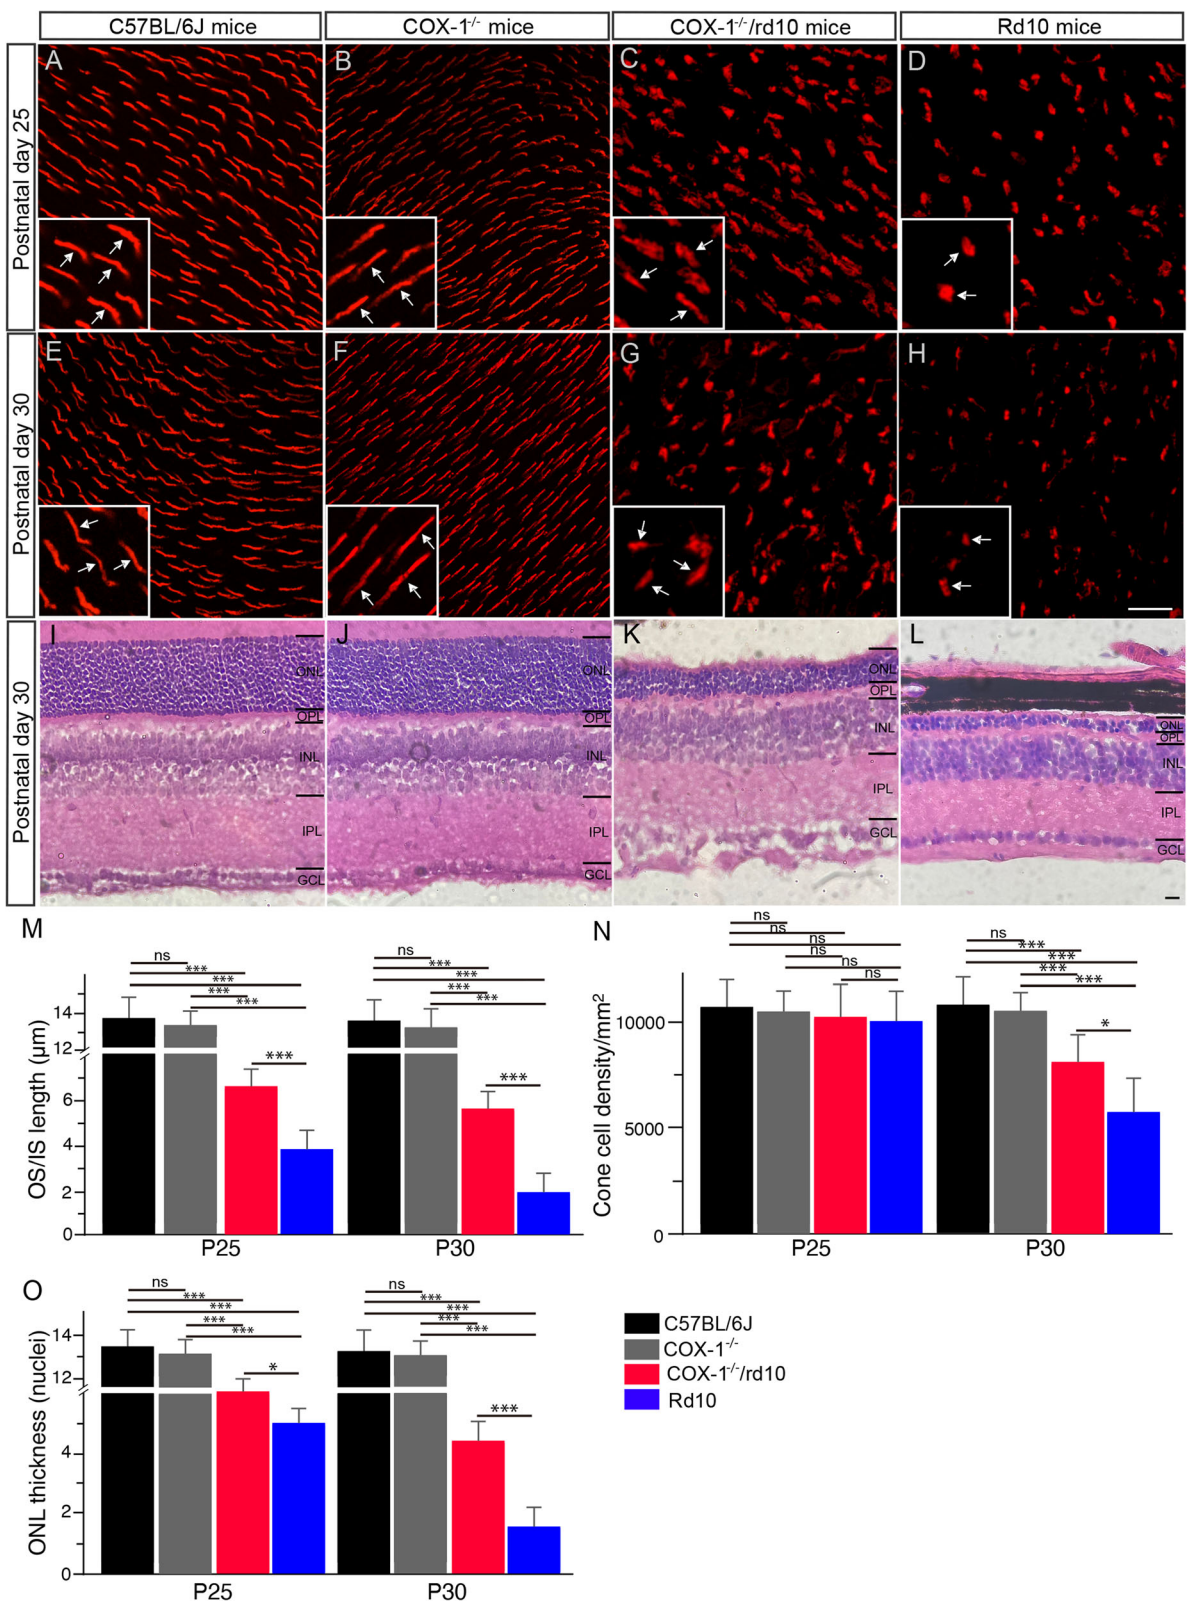 C57BL/6J mice
COX-1-/- mice
COX-1-/-/rd10 mice
Rd10 mice
Postnatal day 25
A
B
C
D
Postnatal day 30
E
F
G
H
Postnatal day 30
I
ONL
OPL
INL
IPL
GCL
J
ONL
OPL
INL
IPL
GCL
K
ONL
OPL
INL
IPL
GCL
L
ONL
OPL
INL
IPL
GCL
M
OS/IS length (µm)
14
12
6
4
2
0
ns
***
***
***
***
***
ns
***
***
***
***
***
P25
P30
N
Cone cell density/mm2
10000
5000
0
ns
ns
ns
ns
ns
ns
ns
***
***
***
***
*
P25
P30
O
ONL thickness (nuclei)
14
12
4
2
0
ns
***
***
***
***
*
ns
***
***
***
***
***
P25
P30
C57BL/6J
COX-1-/-
COX-1-/-/rd10
Rd10